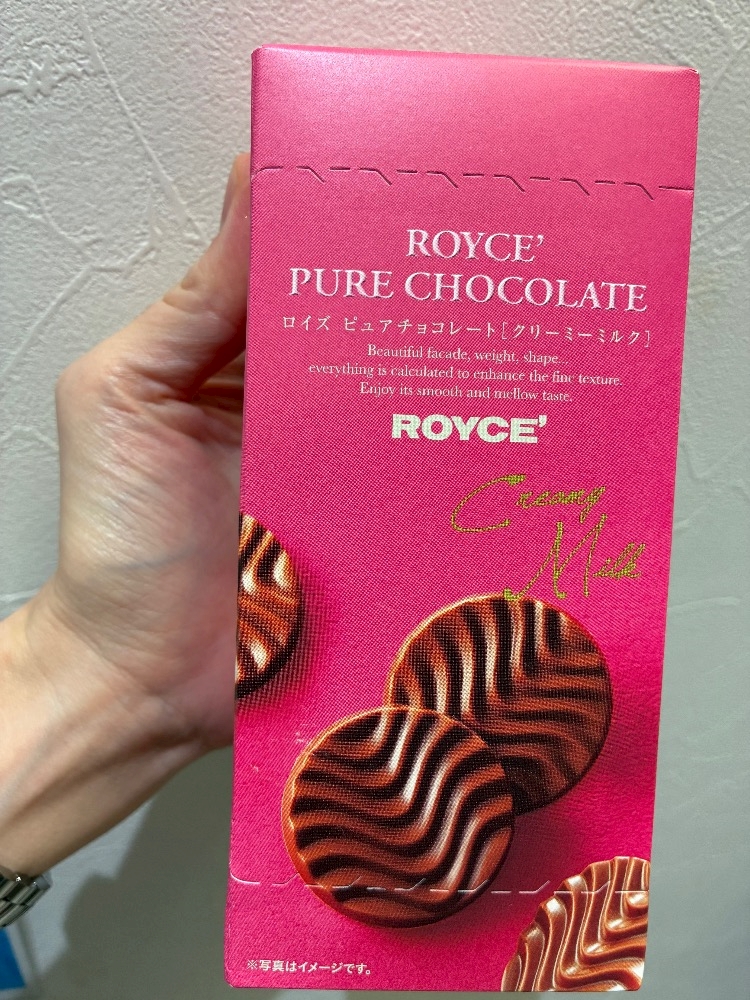 ROYCE'
PURE CHOCOLATE
ロイズ ピュアチョコレート[クリーミーミルク]
Beautiful facade, weight, shape...
everything is calculated to enhance the fine texture.
Enjoy its smooth and mellow taste.
ROYCE'
Creamy
Milk
※写真はイメージです。